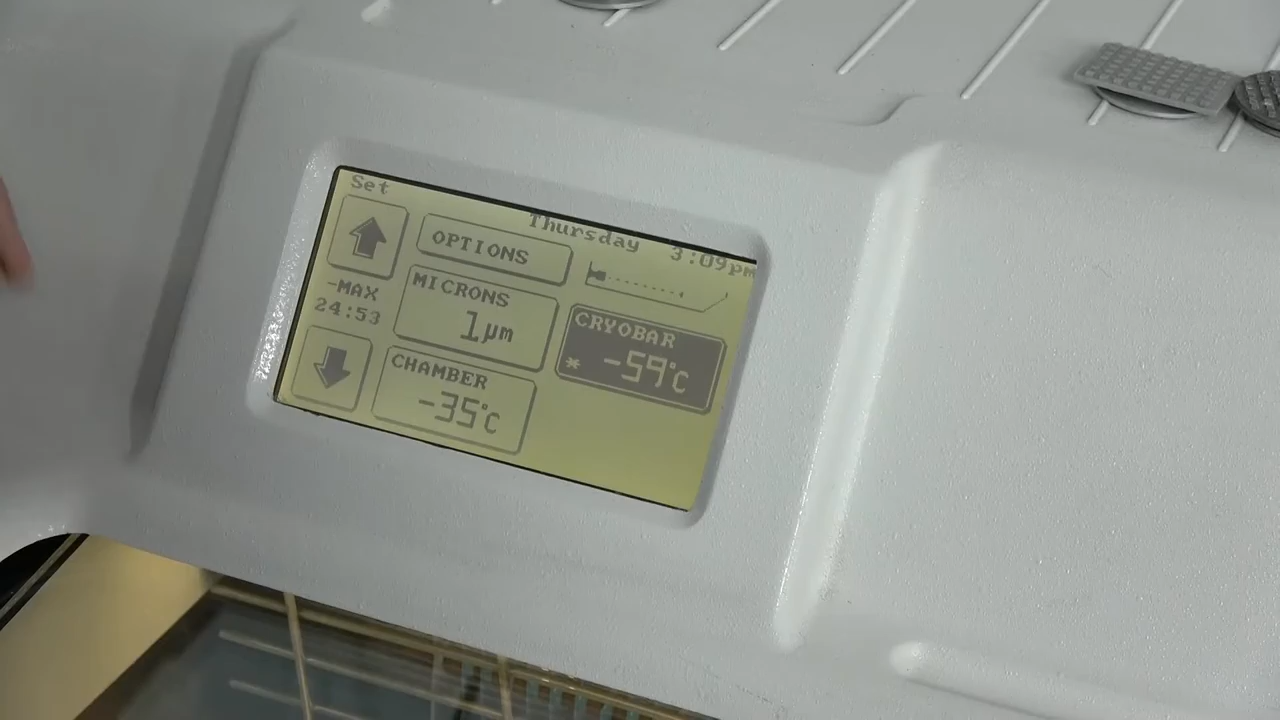 Set
Thursday
3:09pm
OPTIONS
-MAX
24:53
MICRONS
1µm
CRYOBAR
* -59°c
CHAMBER
-35°c